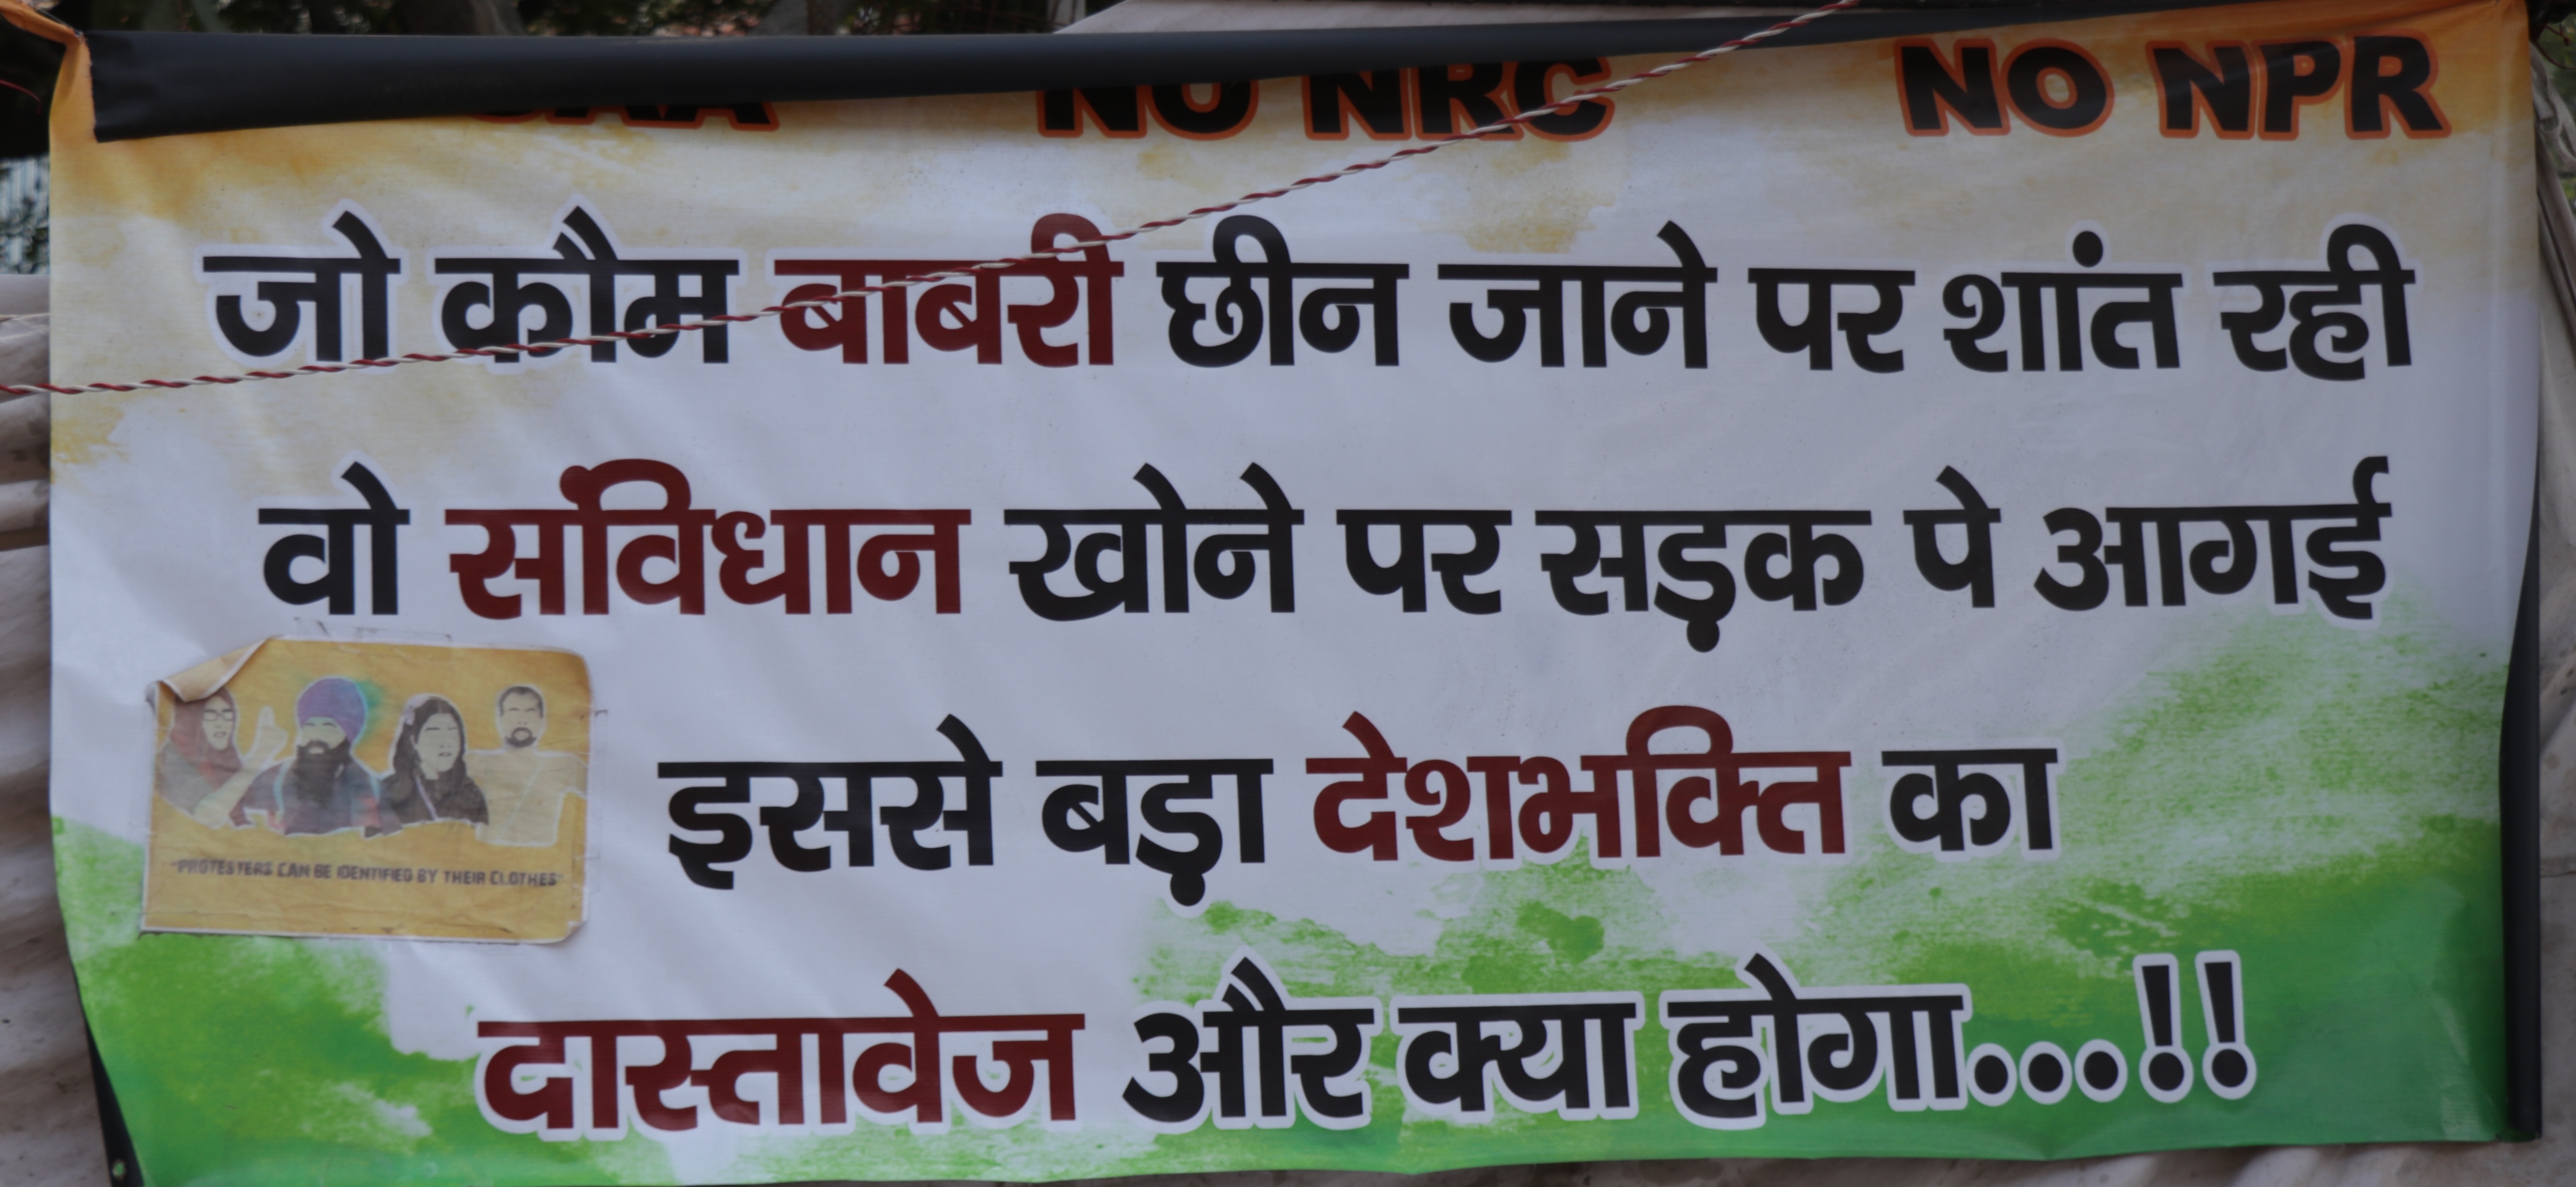 CAA NO NRC NO NPR
जो कौम बाबरी छीन जाने पर शांत रही
वो संविधान खोने पर सड़क पे आगई
इससे बड़ा देशभक्ति का
दास्तावेज और क्या होगा...!!
"PROTESTERS CAN BE IDENTIFIED BY THEIR CLOTHES"